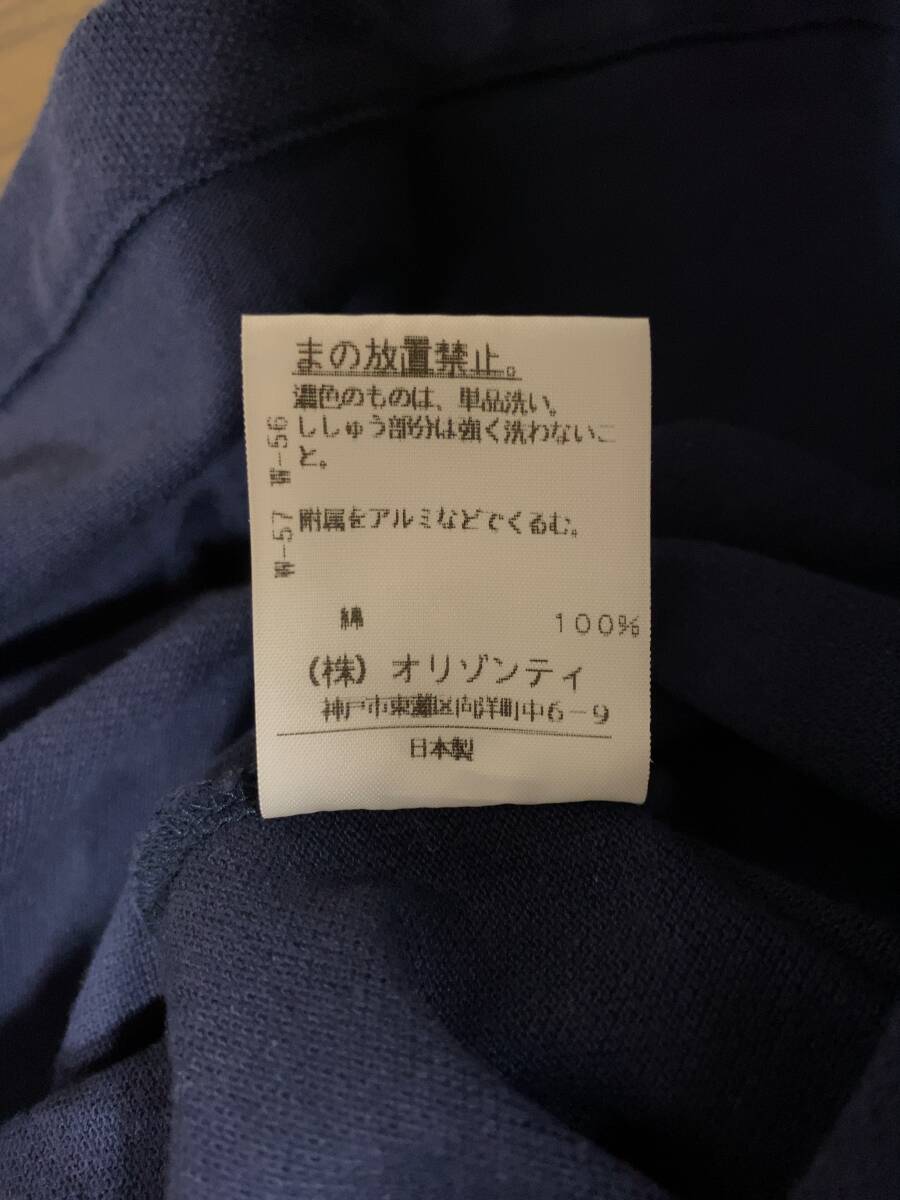 まの放置禁止。
濃色のものは、単品洗い。
ししゅう部分は強く洗わないこ
と。
W-56
附属をアルミなどでくるむ。
W-57
綿 100%
(株) オリゾンティ
神戸市東灘区向洋町中6-9
日本製